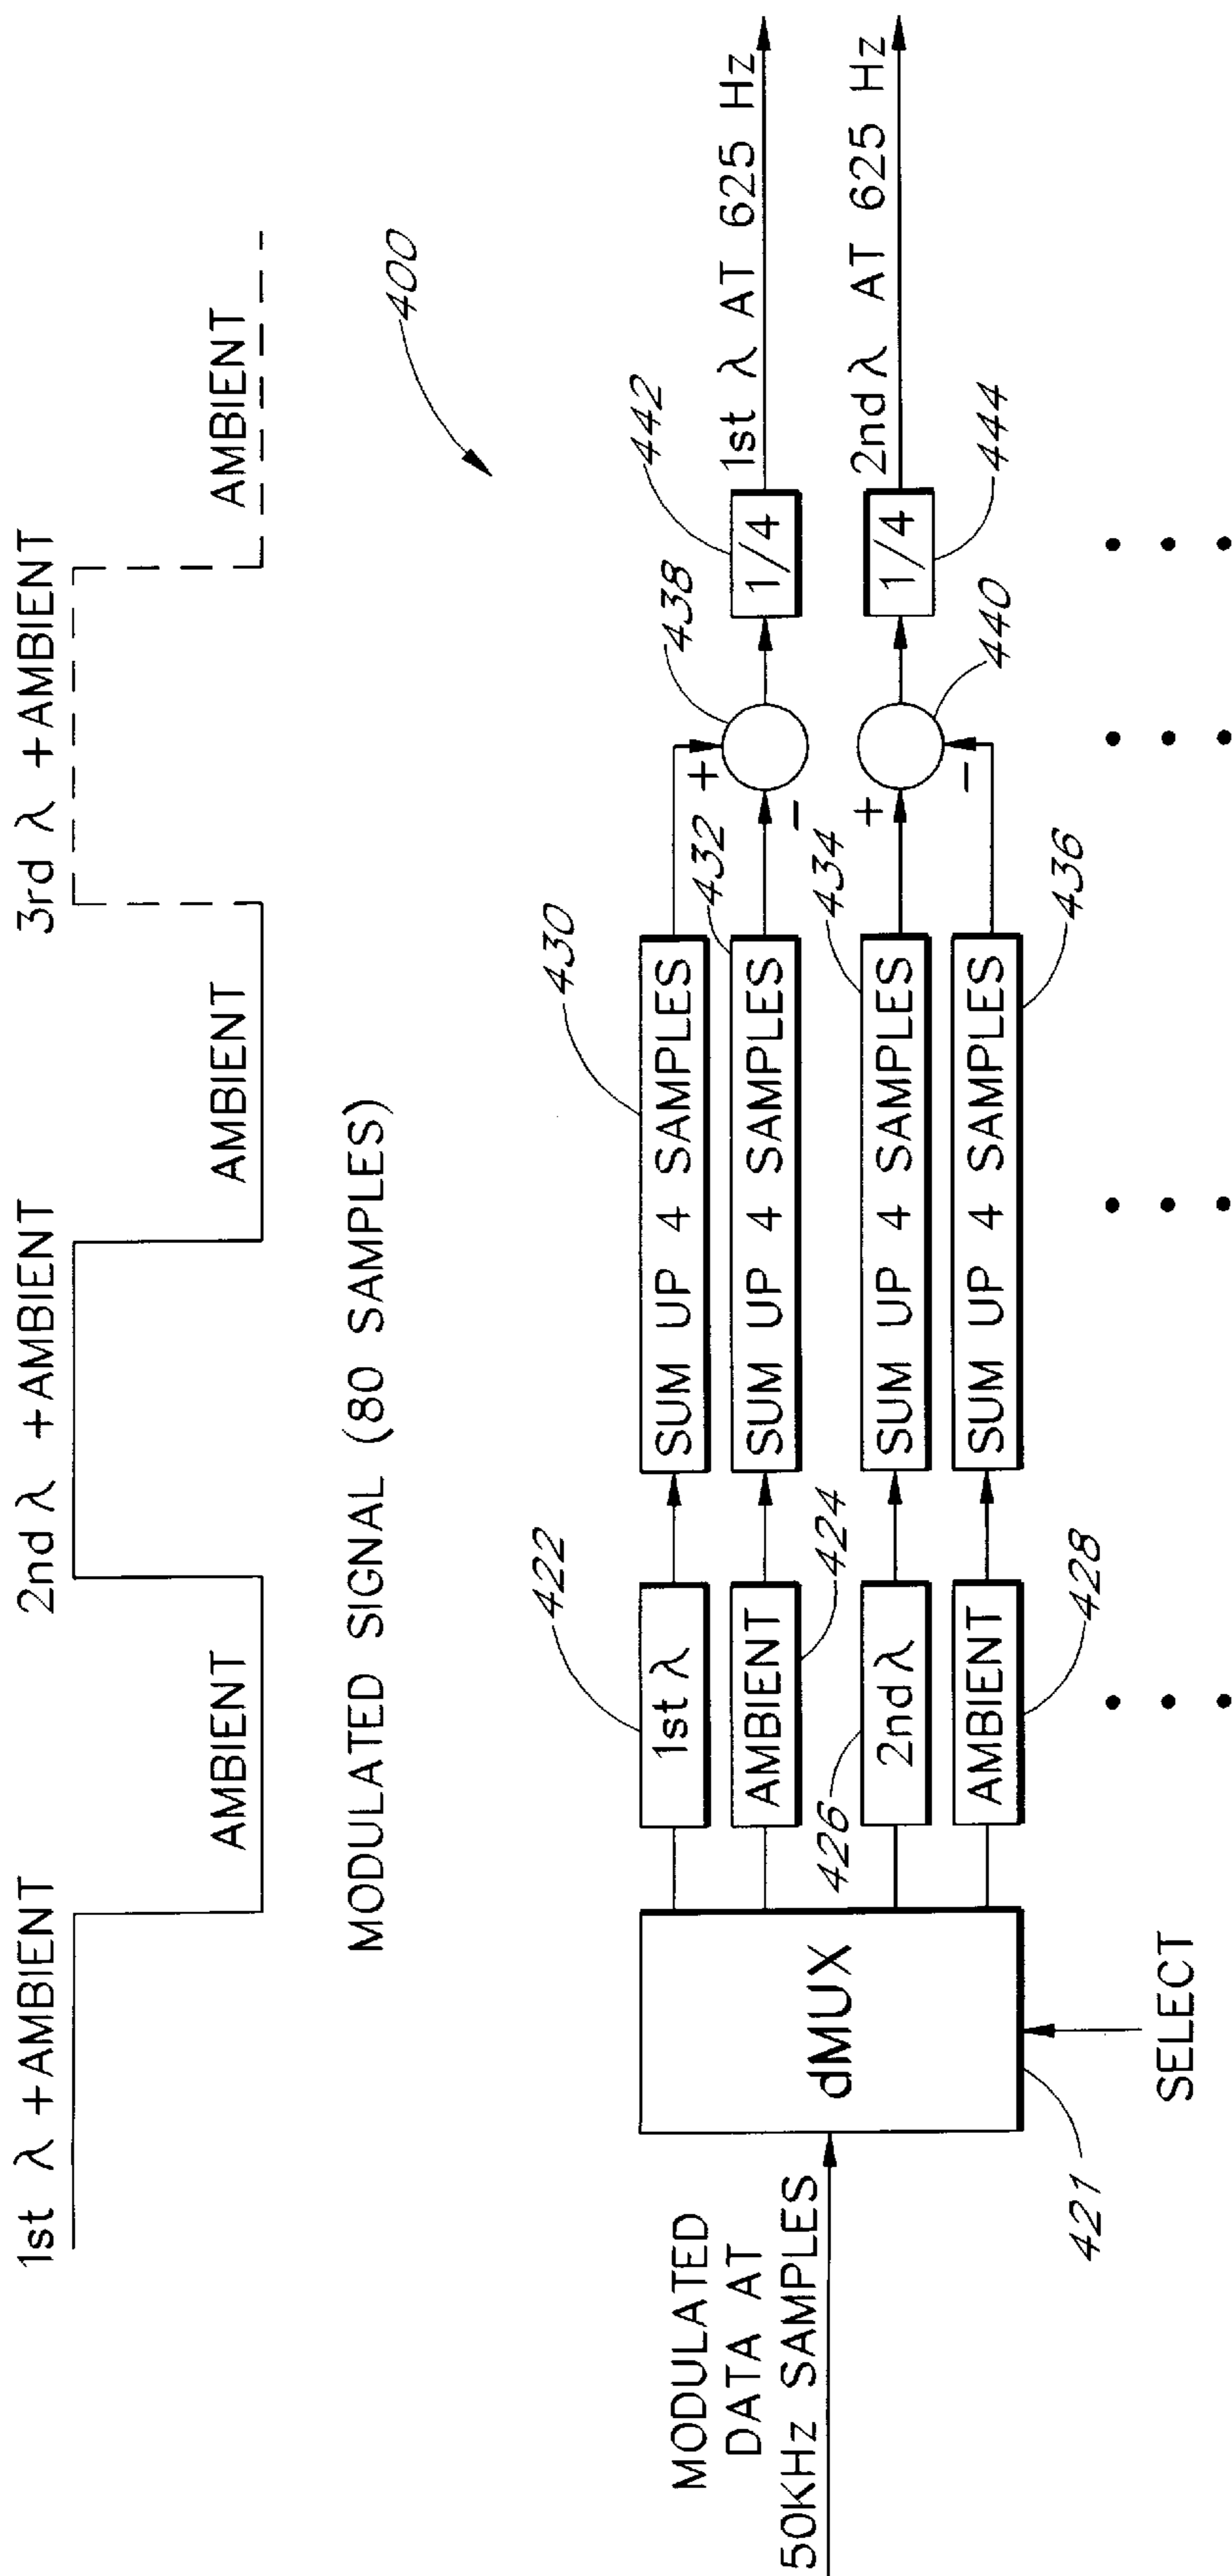 1st λ +AMBIENT
2nd λ +AMBIENT
3rd λ +AMBIENT
AMBIENT
AMBIENT
AMBIENT
MODULATED SIGNAL (80 SAMPLES)
400
MODULATED
DATA AT
50KHz SAMPLES
dMUX
421
SELECT
422
1st λ
AMBIENT
424
426
2nd λ
AMBIENT
428
430
SUM UP 4 SAMPLES
432
SUM UP 4 SAMPLES
434
SUM UP 4 SAMPLES
436
SUM UP 4 SAMPLES
438
+
-
440
+
-
442
1/4
1/4
444
1st λ AT 625 Hz
2nd λ AT 625 Hz